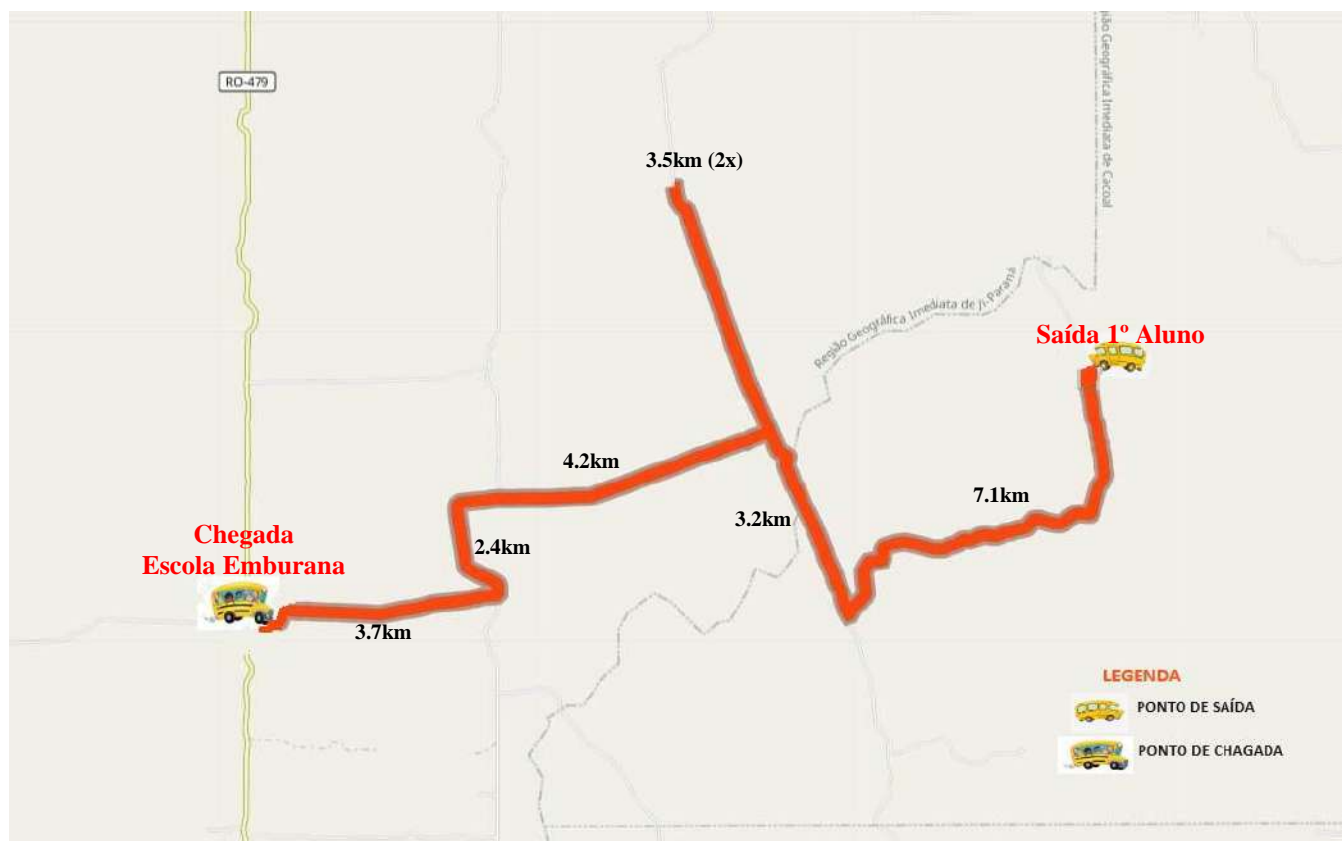 RO-479
Região Geográfica Imediata de Cacoal
3.5km (2x)
Região Geográfica Imediata de Ji-Paraná
Saída 1º Aluno
4.2km
7.1km
3.2km
Chegada
Escola Emburana
2.4km
3.7km
LEGENDA
PONTO DE SAÍDA
PONTO DE CHAGADA